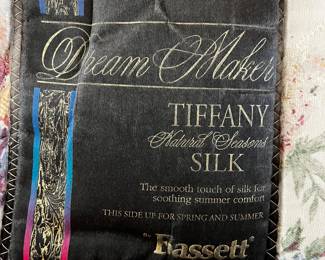 Dream Maker
TIFFANY
Natural Seasons
SILK
The smooth touch of silk for
soothing summer comfort
THIS SIDE UP FOR SPRING AND SUMMER
By Bassett